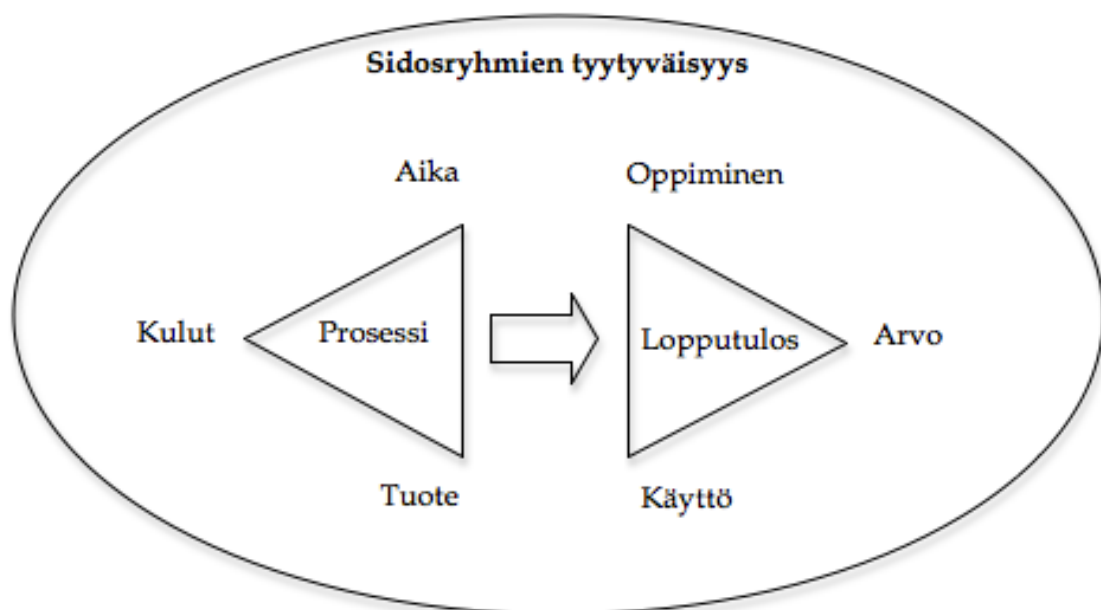 Sidosryhmien tyytyväisyys
Aika
Oppiminen
Kulut
Prosessi
Lopputulos
Arvo
Tuote
Käyttö